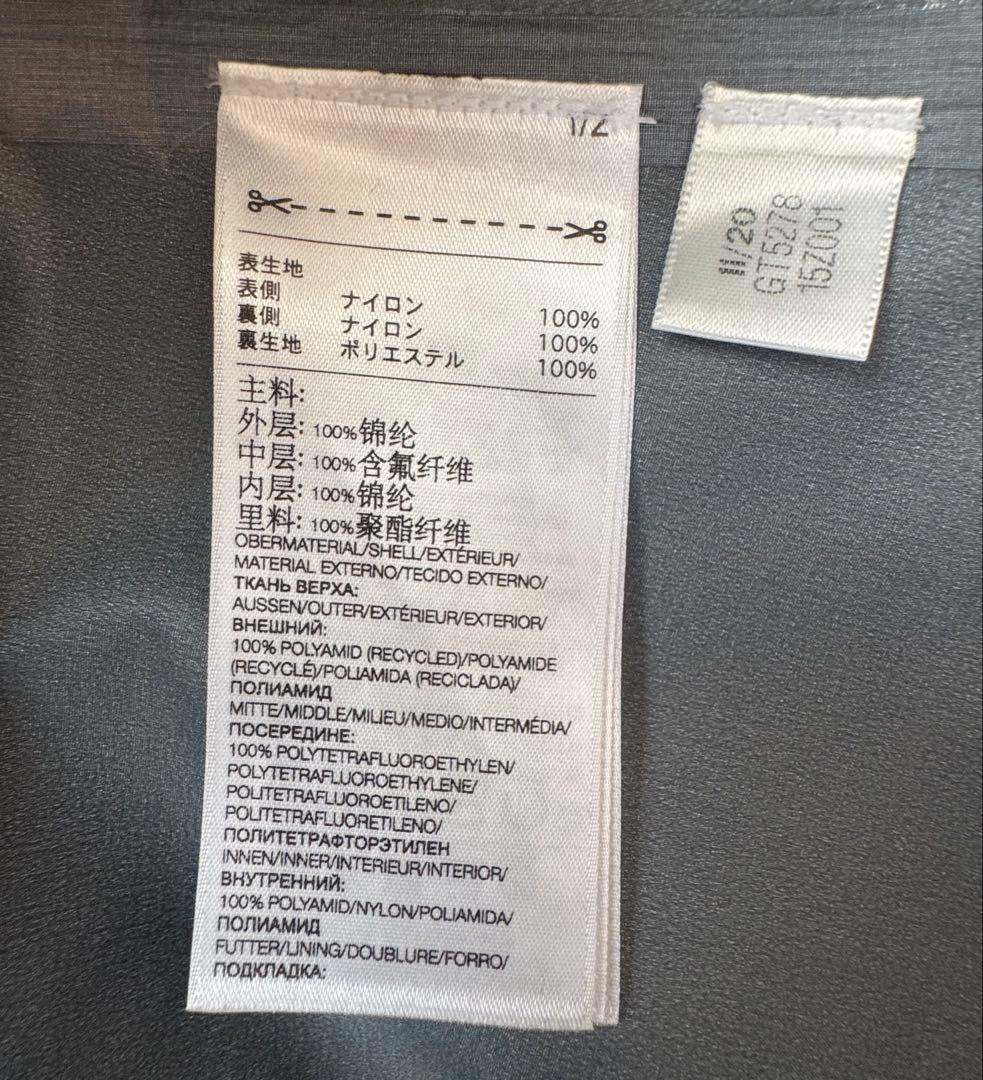 1/2
表生地
表側 ナイロン 100%
裏側 ナイロン 100%
裏生地 ポリエステル 100%
主料:
外层: 100%锦纶
中层: 100%含氟纤维
内层: 100%锦纶
里料: 100%聚酯纤维
OBERMATERIAL/SHELL/EXTÉRIEUR/
MATERIAL EXTERNO/TECIDO EXTERNO/
ТКАНЬ ВЕРХА:
AUSSEN/OUTER/EXTÉRIEUR/EXTERIOR/
ВНЕШНИЙ:
100% POLYAMID (RECYCLED)/POLYAMIDE
(RECYCLÉ)/POLIAMIDA (RECICLADA)/
ПОЛИАМИД
MITTE/MIDDLE/MILIEU/MEDIO/INTERMÉDIA/
ПОСЕРЕДИНЕ:
100% POLYTETRAFLUOROETHYLEN/
POLYTETRAFLUOROETHYLENE/
POLITETRAFLUOROETILENO/
POLITETRAFLUORETILENO/
ПОЛИТЕТРАФТОРЭТИЛЕН
INNEN/INNER/INTERIEUR/INTERIOR/
ВНУТРЕННИЙ:
100% POLYAMID/NYLON/POLIAMIDA/
ПОЛИАМИД
FUTTER/LINING/DOUBLURE/FORRO/
ПОДКЛАДКА:
11/20
GT5278
15Z001